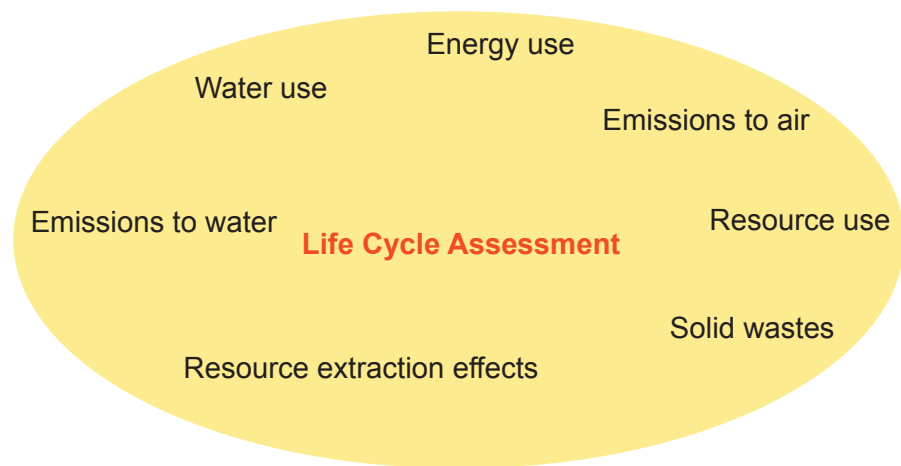 Energy use
Water use
Emissions to air
Emissions to water
Resource use
Life Cycle Assessment
Solid wastes
Resource extraction effects